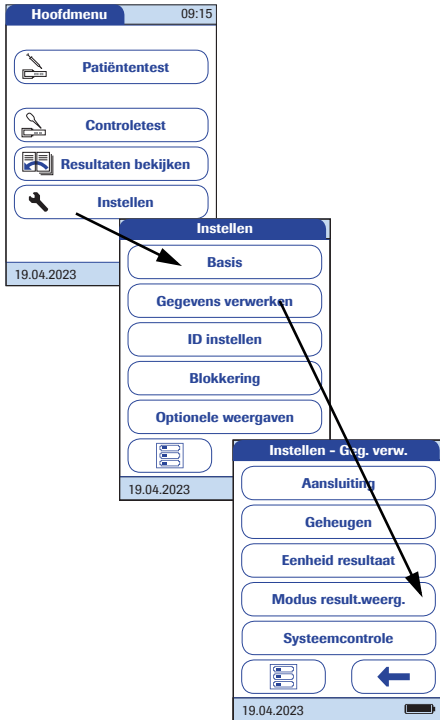 Hoofdmenu 09:15
Patiëntentest
Controletest
Resultaten bekijken
Instellen
19.04.2023
Instellen
Basis
Gegevens verwerken
ID instellen
Blokkering
Optionele weergaven
19.04.2023
Instellen - Geg. verw.
Aansluiting
Geheugen
Eenheid resultaat
Modus result.weerg.
Systeemcontrole
19.04.2023